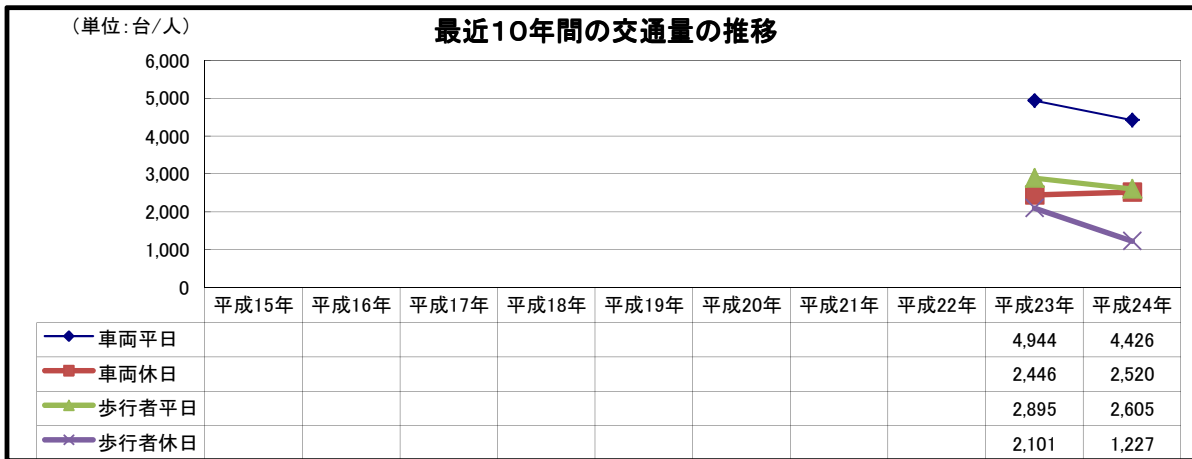 (単位:台/人)
最近10年間の交通量の推移
6,000
5,000
4,000
3,000
2,000
1,000
0
平成15年 平成16年 平成17年 平成18年 平成19年 平成20年 平成21年 平成22年 平成23年 平成24年
車両平日 4,944 4,426
車両休日 2,446 2,520
歩行者平日 2,895 2,605
歩行者休日 2,101 1,227